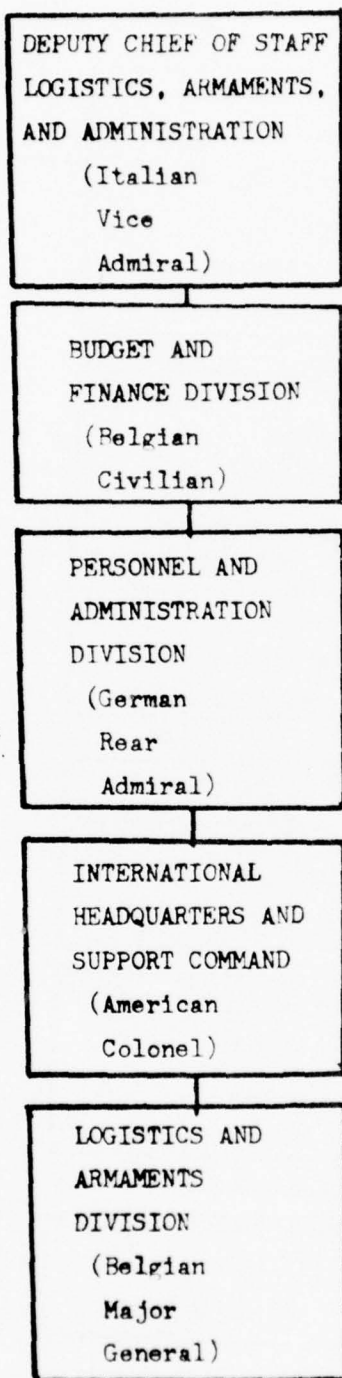 DEPUTY CHIEF OF STAFF
LOGISTICS, ARMAMENTS,
AND ADMINISTRATION
(Italian
Vice
Admiral)
BUDGET AND
FINANCE DIVISION
(Belgian
Civilian)
PERSONNEL AND
ADMINISTRATION
DIVISION
(German
Rear
Admiral)
INTERNATIONAL
HEADQUARTERS AND
SUPPORT COMMAND
(American
Colonel)
LOGISTICS AND
ARMAMENTS
DIVISION
(Belgian
Major
General)